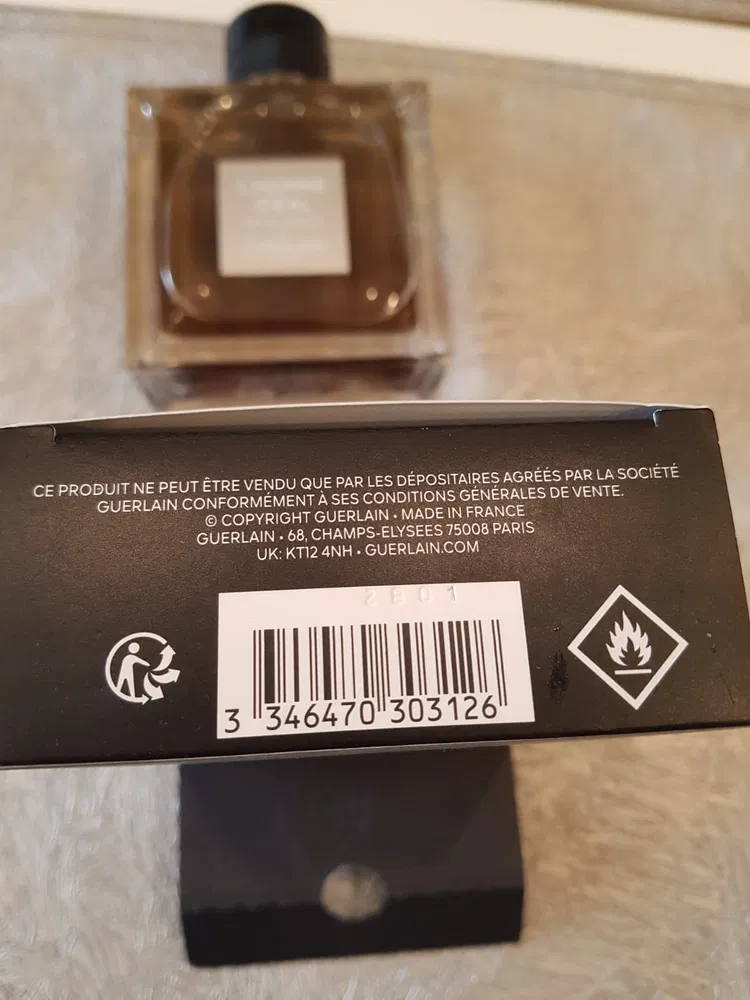 CE PRODUIT NE PEUT ÊTRE VENDU QUE PAR LES DÉPOSITAIRES AGRÉÉS PAR LA SOCIÉTÉ
GUERLAIN CONFORMÉMENT À SES CONDITIONS GÉNÉRALES DE VENTE.
© COPYRIGHT GUERLAIN • MADE IN FRANCE
GUERLAIN • 68, CHAMPS-ELYSEES 75008 PARIS
UK: KT12 4NH • GUERLAIN.COM
2801
3 346470 303126